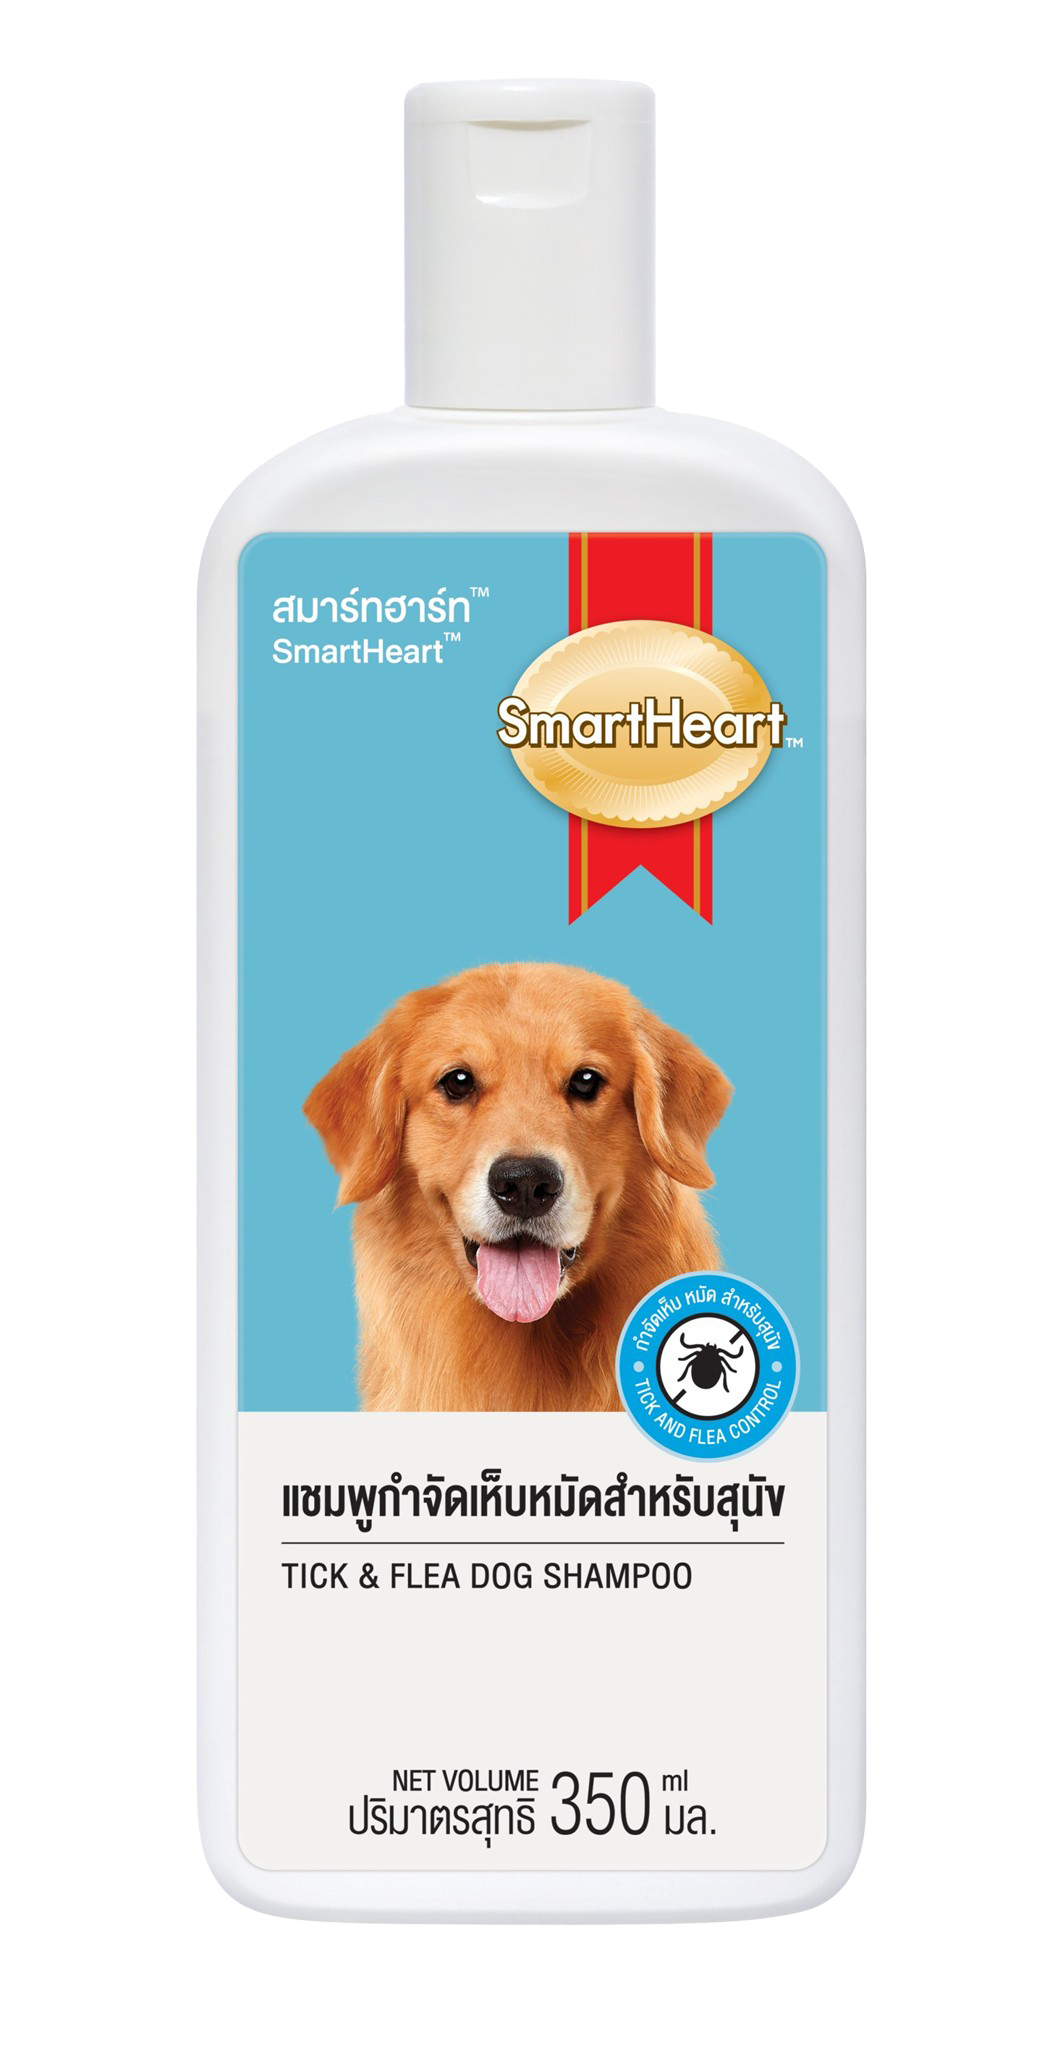 สมาร์ทฮาร์ท™
SmartHeart™
SmartHeart™
กำจัดเห็บ หมัด สำหรับสุนัข
TICK AND FLEA CONTROL
แชมพูกำจัดเห็บหมัดสำหรับสุนัข
TICK & FLEA DOG SHAMPOO
NET VOLUME 350 ml
ปริมาตรสุทธิ มล.